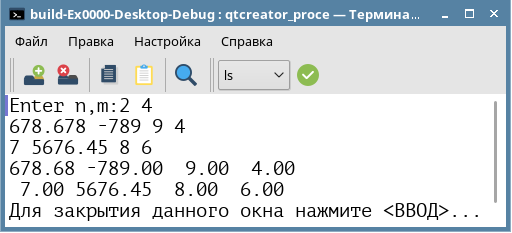 build-Ex0000-Desktop-Debug : qtcreator_proce — Термина...
Файл Правка Настройка Справка
ls
Enter n,m:2 4
678.678 -789 9 4
7 5676.45 8 6
678.68 -789.00  9.00  4.00
 7.00 5676.45  8.00  6.00
Для закрытия данного окна нажмите <ВВОД>...